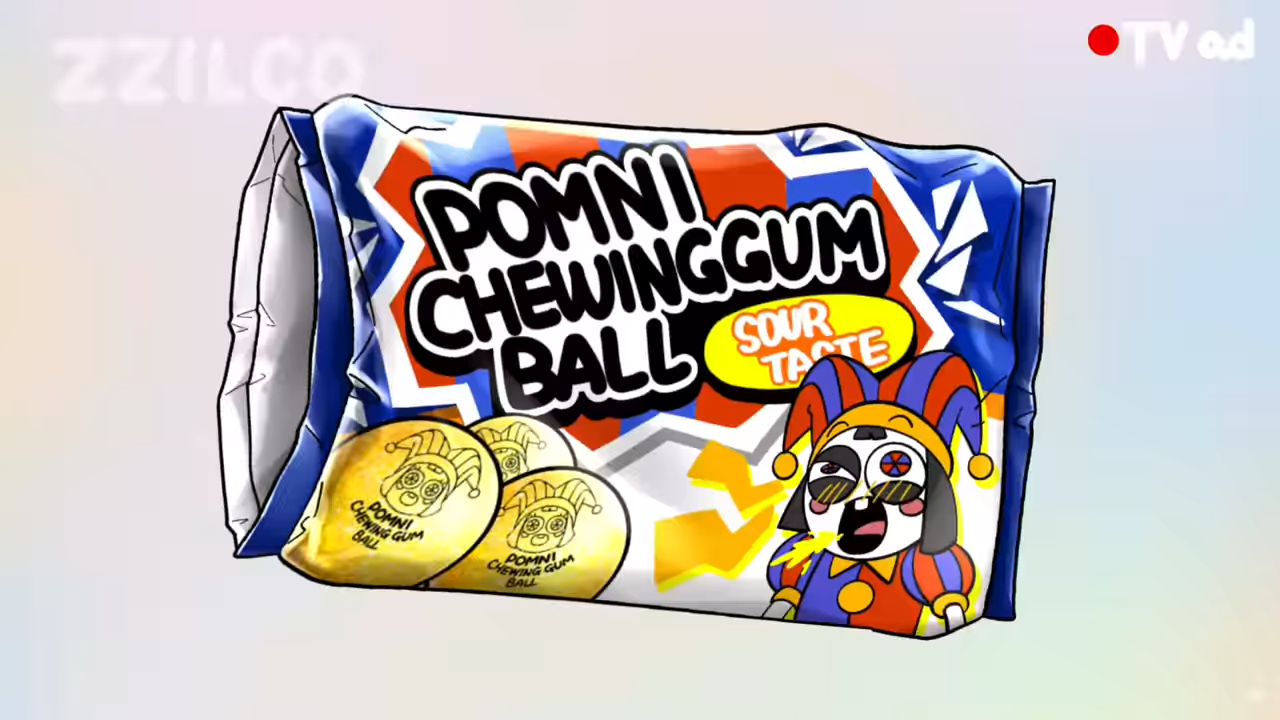 ZZILCO
TV ad
POMNI
CHEWINGGUM
BALL
SOUR
TASTE
POMNI
CHEWING GUM
BALL
POMNI
CHEWING GUM
BALL